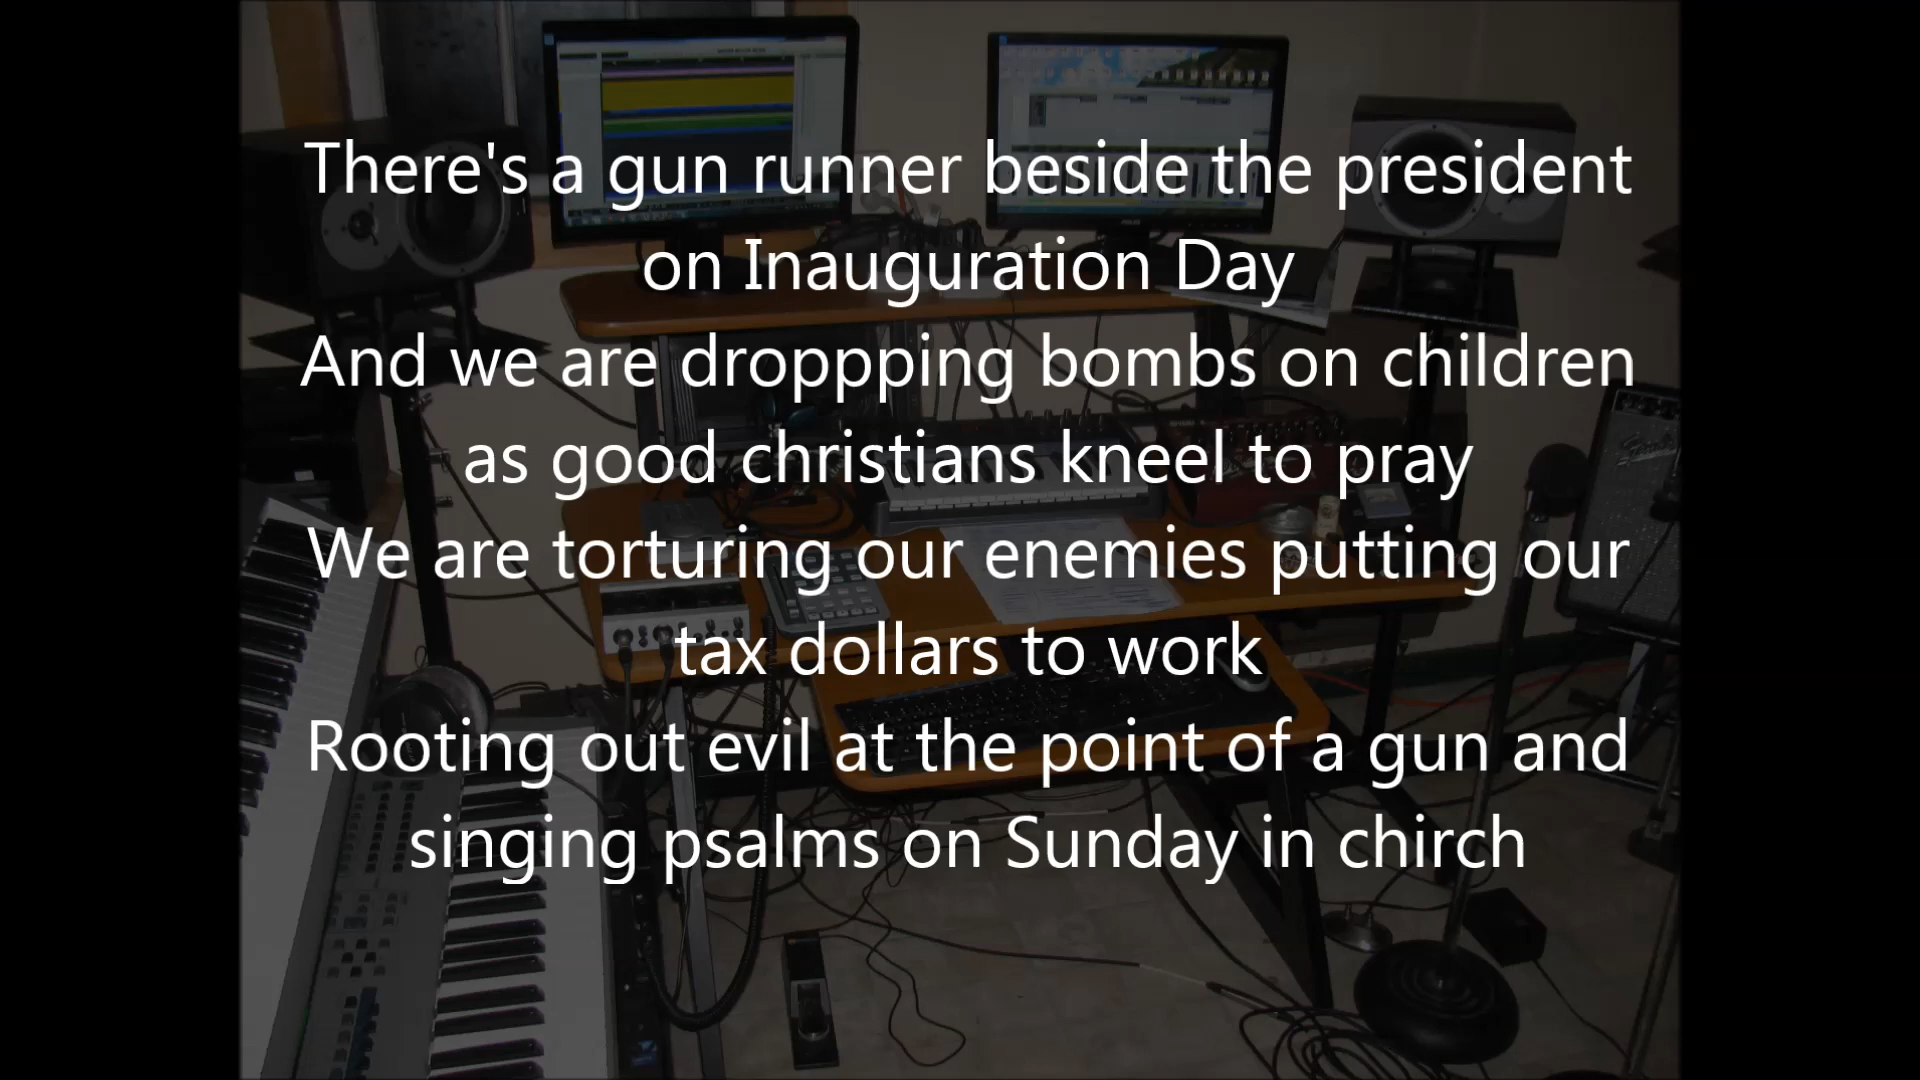 There's a gun runner beside the president
on Inauguration Day
And we are droppping bombs on children
as good christians kneel to pray
We are torturing our enemies putting our
tax dollars to work
Rooting out evil at the point of a gun and
singing psalms on Sunday in chirch